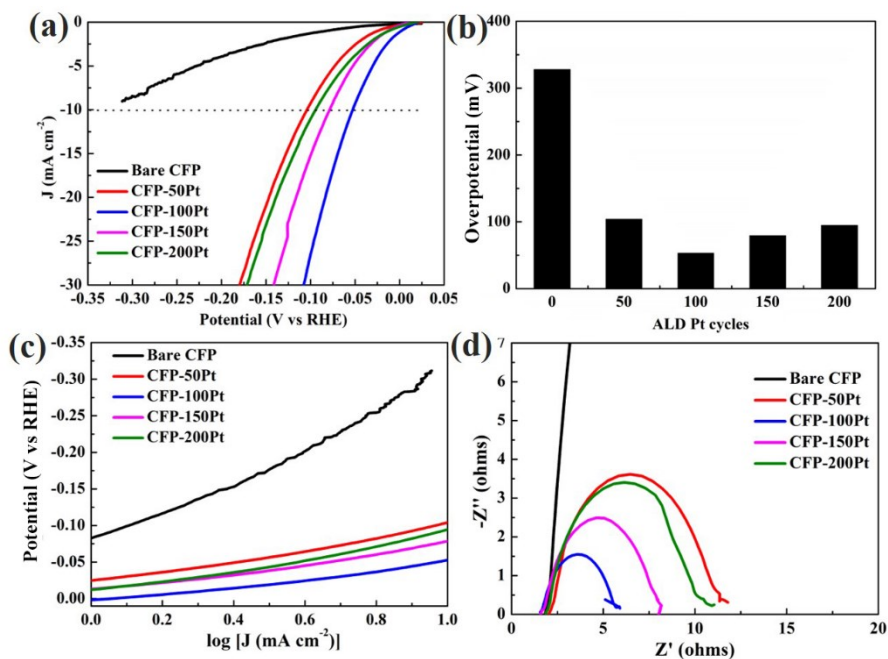 (a)
0
-5
-10
-15
-20
-25
-30
J (mA cm-2)
Bare CFP
CFP-50Pt
CFP-100Pt
CFP-150Pt
CFP-200Pt
-0.35 -0.30 -0.25 -0.20 -0.15 -0.10 -0.05 0.00 0.05
Potential (V vs RHE)
(b)
400
300
200
100
0
Overpotential (mV)
0 50 100 150 200
ALD Pt cycles
(c)
-0.35
-0.30
-0.25
-0.20
-0.15
-0.10
-0.05
0.00
Potential (V vs RHE)
Bare CFP
CFP-50Pt
CFP-100Pt
CFP-150Pt
CFP-200Pt
0.0 0.2 0.4 0.6 0.8 1.0
log [J (mA cm-2)]
(d)
7
6
5
4
3
2
1
0
-Z'' (ohms)
Bare CFP
CFP-50Pt
CFP-100Pt
CFP-150Pt
CFP-200Pt
0 5 10 15 20
Z' (ohms)